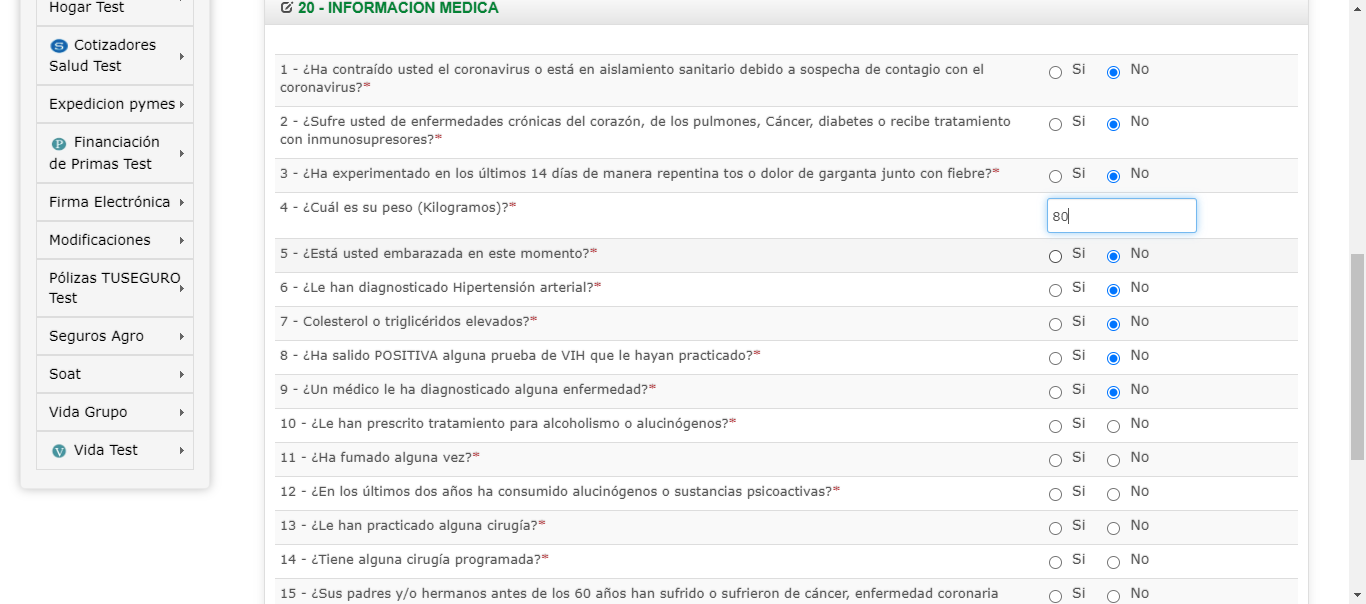 Hogar Test
Cotizadores
Salud Test
Expedicion pymes
Financiación
de Primas Test
Firma Electrónica
Modificaciones
Pólizas TUSEGURO
Test
Seguros Agro
Soat
Vida Grupo
Vida Test
20 - INFORMACION MEDICA
1 - ¿Ha contraído usted el coronavirus o está en aislamiento sanitario debido a sospecha de contagio con el
coronavirus?*
Si No
2 - ¿Sufre usted de enfermedades crónicas del corazón, de los pulmones, Cáncer, diabetes o recibe tratamiento
con inmunosupresores?*
Si No
3 - ¿Ha experimentado en los últimos 14 días de manera repentina tos o dolor de garganta junto con fiebre?* Si No
4 - ¿Cuál es su peso (Kilogramos)?* 80
5 - ¿Está usted embarazada en este momento?* Si No
6 - ¿Le han diagnosticado Hipertensión arterial?* Si No
7 - Colesterol o triglicéridos elevados?* Si No
8 - ¿Ha salido POSITIVA alguna prueba de VIH que le hayan practicado?* Si No
9 - ¿Un médico le ha diagnosticado alguna enfermedad?* Si No
10 - ¿Le han prescrito tratamiento para alcoholismo o alucinógenos?* Si No
11 - ¿Ha fumado alguna vez?* Si No
12 - ¿En los últimos dos años ha consumido alucinógenos o sustancias psicoactivas?* Si No
13 - ¿Le han practicado alguna cirugía?* Si No
14 - ¿Tiene alguna cirugía programada?* Si No
15 - ¿Sus padres y/o hermanos antes de los 60 años han sufrido o sufrieron de cáncer, enfermedad coronaria Si No